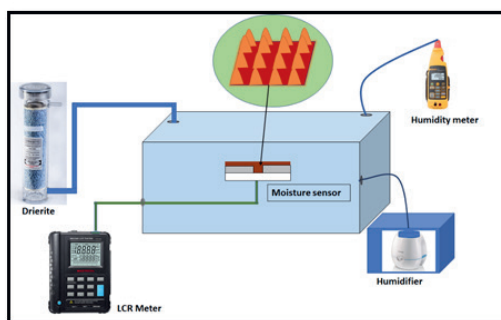 Humidity meter
Drierite
Moisture sensor
LCR Meter
Humidifier